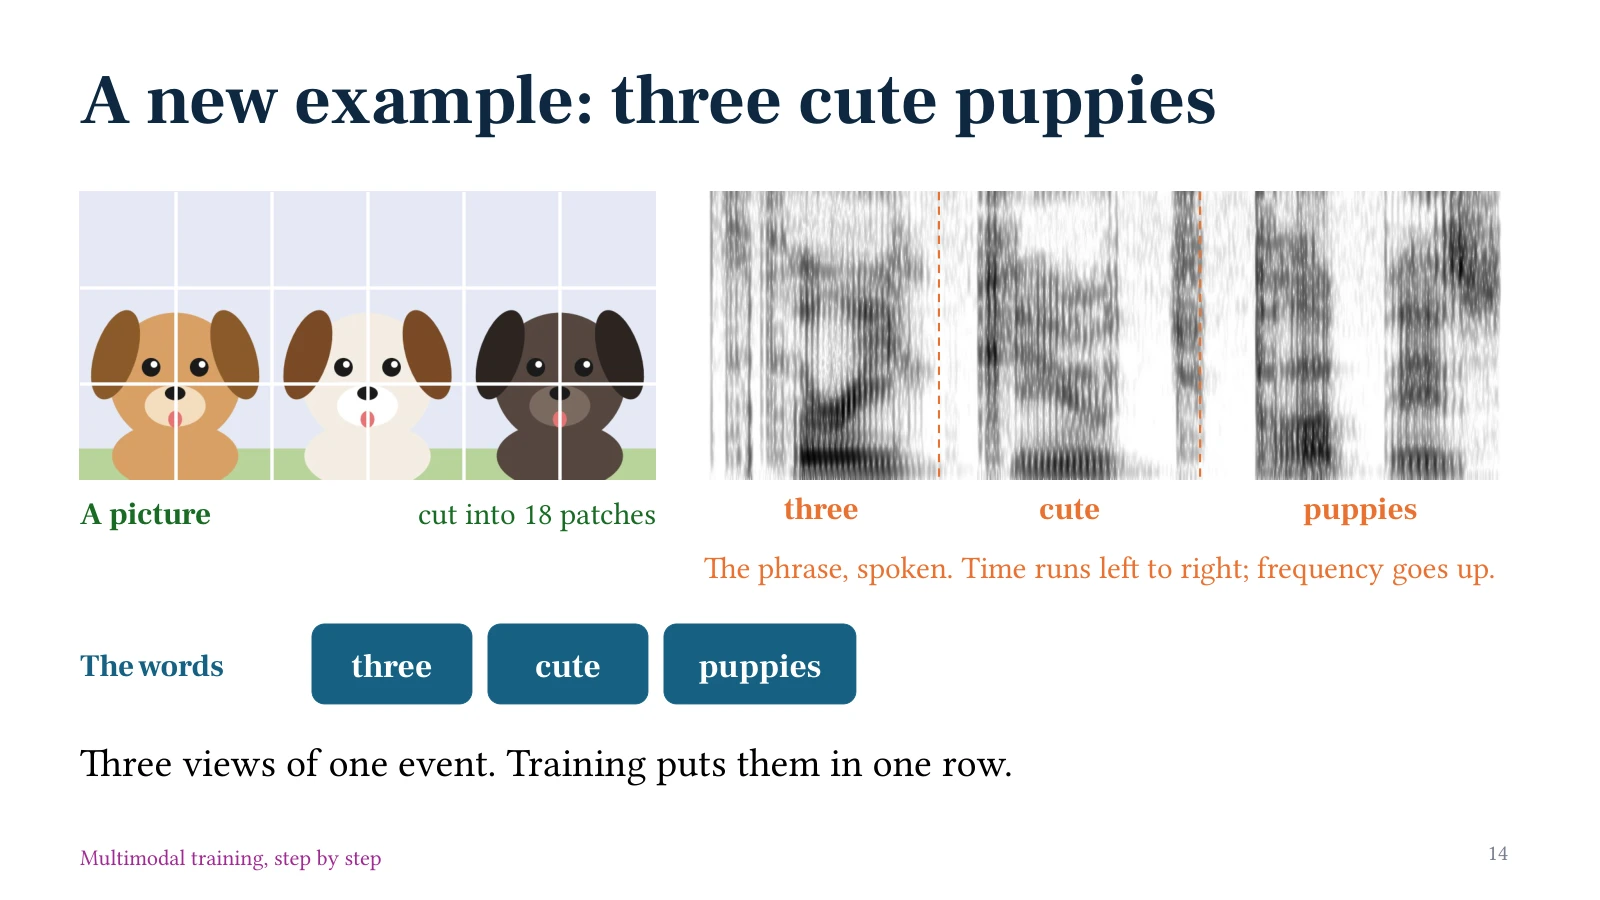 A new example: three cute puppies
A picture
cut into 18 patches
three
cute
puppies
The phrase, spoken. Time runs left to right; frequency goes up.
The words
three
cute
puppies
Three views of one event. Training puts them in one row.
Multimodal training, step by step
14